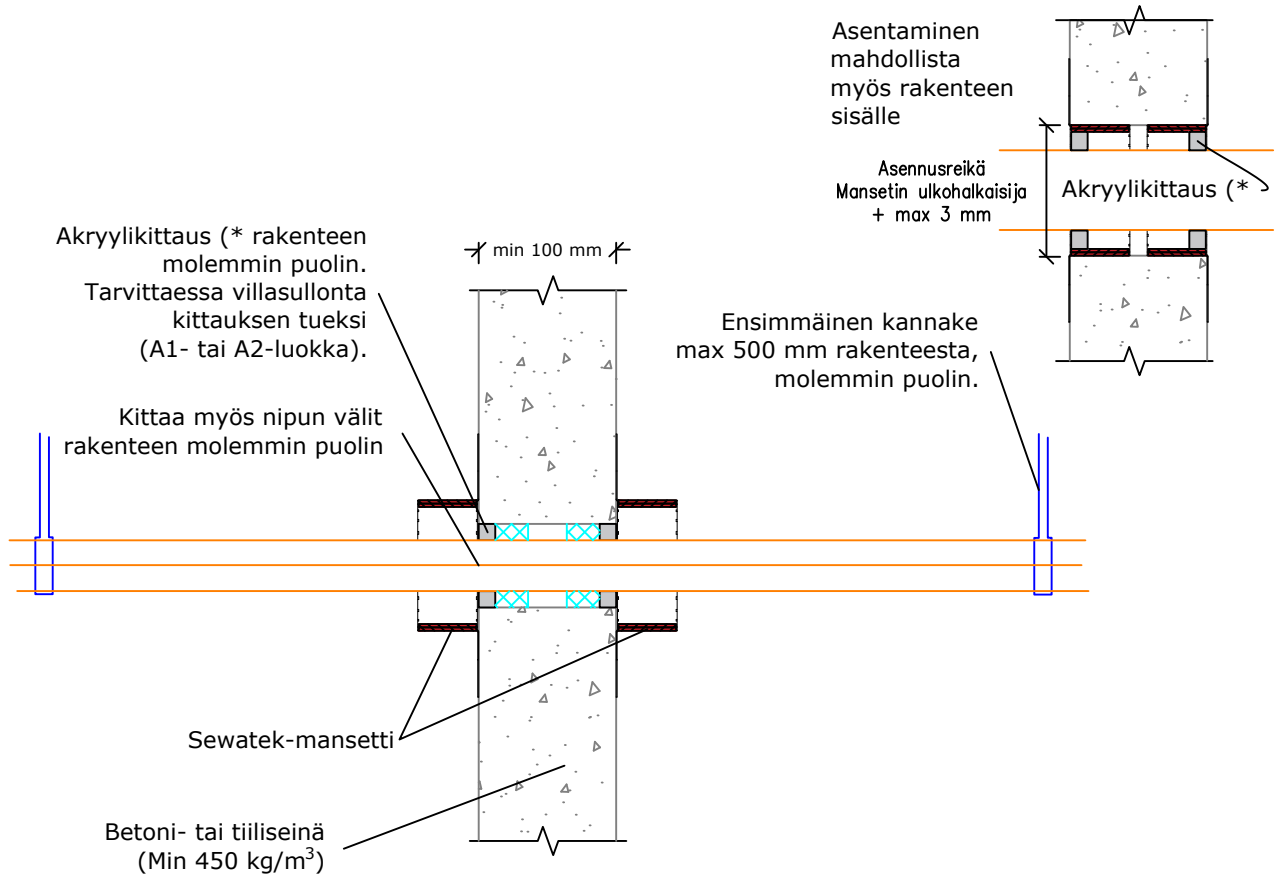 Asentaminen
mahdollista
myös rakenteen
sisälle
Asennusreikä
Mansetin ulkohalkaisija
+ max 3 mm
Akryylikittaus (*
Akryylikittaus (* rakenteen
molemmin puolin.
Tarvittaessa villasullonta
kittauksen tueksi
(A1- tai A2-luokka).
min 100 mm
Ensimmäinen kannake
max 500 mm rakenteesta,
molemmin puolin.
Kittaa myös nipun välit
rakenteen molemmin puolin
Sewatek-mansetti
Betoni- tai tiiliseinä
(Min 450 kg/m³)